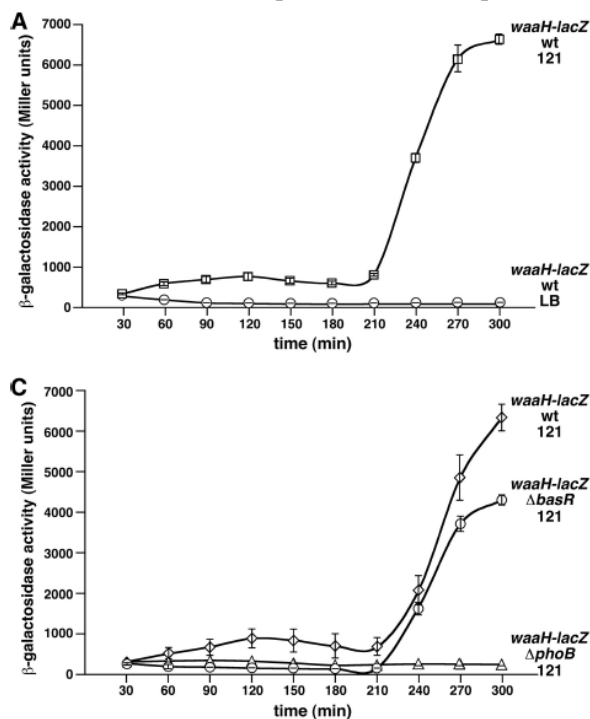 A
waaH-lacZ
wt
121
7000
6000
5000
4000
3000
2000
1000
0
β-galactosidase activity (Miller units)
waaH-lacZ
wt
LB
30 60 90 120 150 180 210 240 270 300
time (min)
C
waaH-lacZ
wt
121
7000
6000
5000
4000
3000
2000
1000
0
β-galactosidase activity (Miller units)
waaH-lacZ
ΔbasR
121
waaH-lacZ
ΔphoB
121
30 60 90 120 150 180 210 240 270 300
time (min)